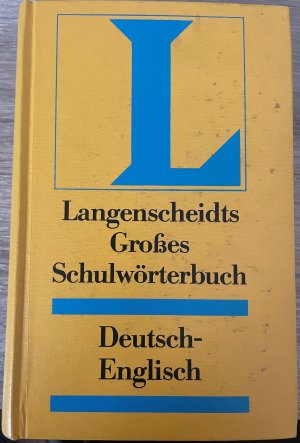 L
Langenscheidts
Großes
Schulwörterbuch
Deutsch-
Englisch